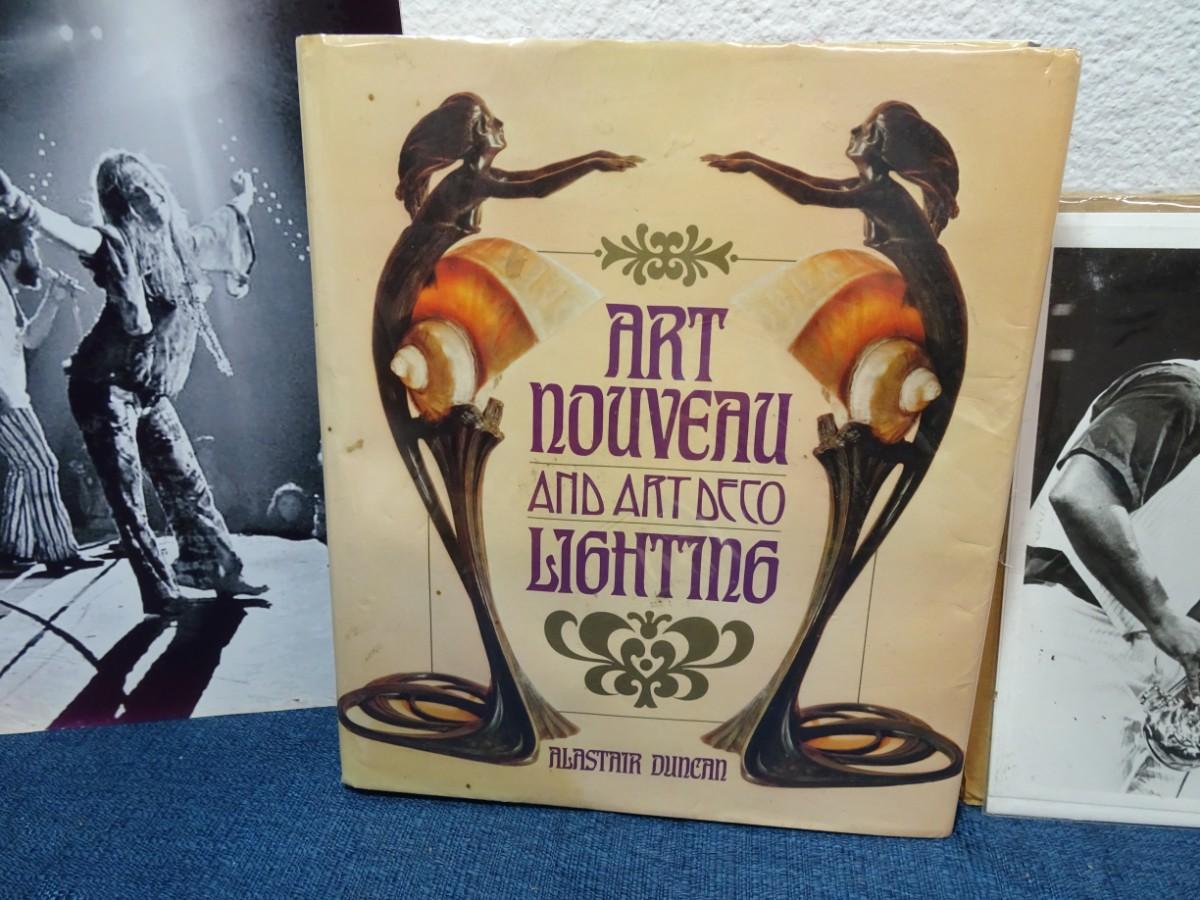 ART
NOUVEAU
AND ART DECO
LIGHTING
ALASTAIR DUNCAN